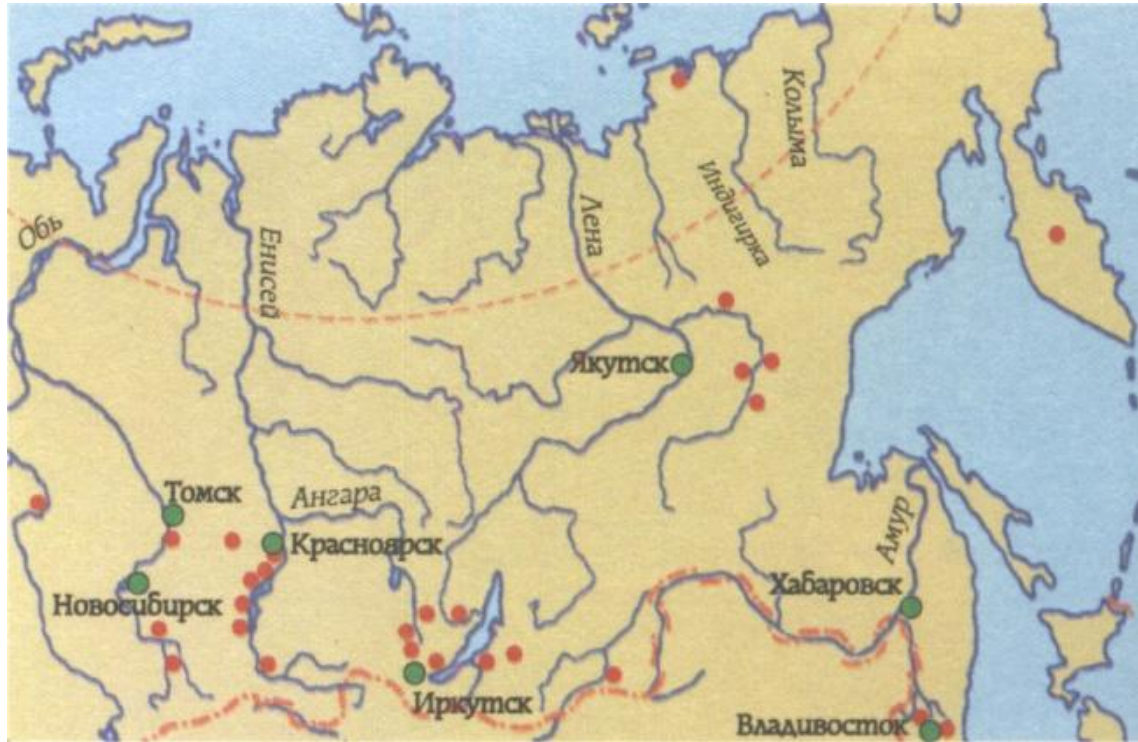 Обь
Енисей
Лена
Индигирка
Колыма
Якутск
Томск
Ангара
Красноярск
Новосибирск
Иркутск
Амур
Хабаровск
Владивосток